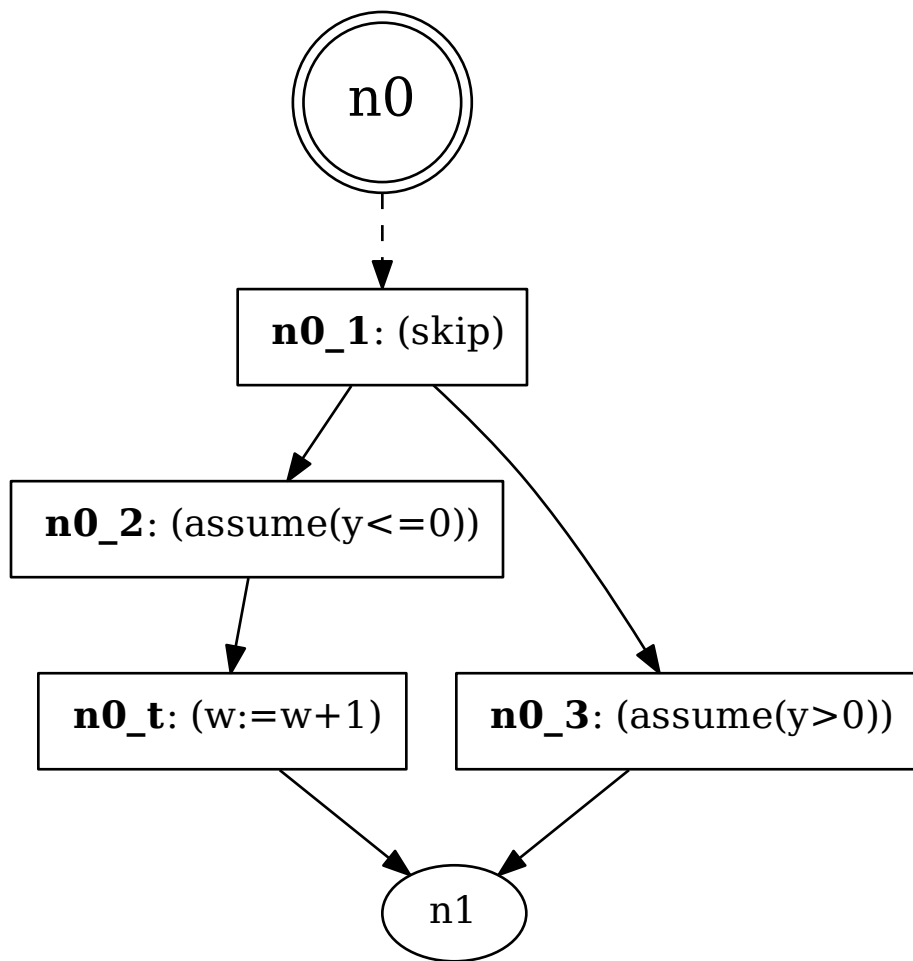 n0
n0_1: (skip)
n0_2: (assume(y<=0))
n0_t: (w:=w+1)
n0_3: (assume(y>0))
n1